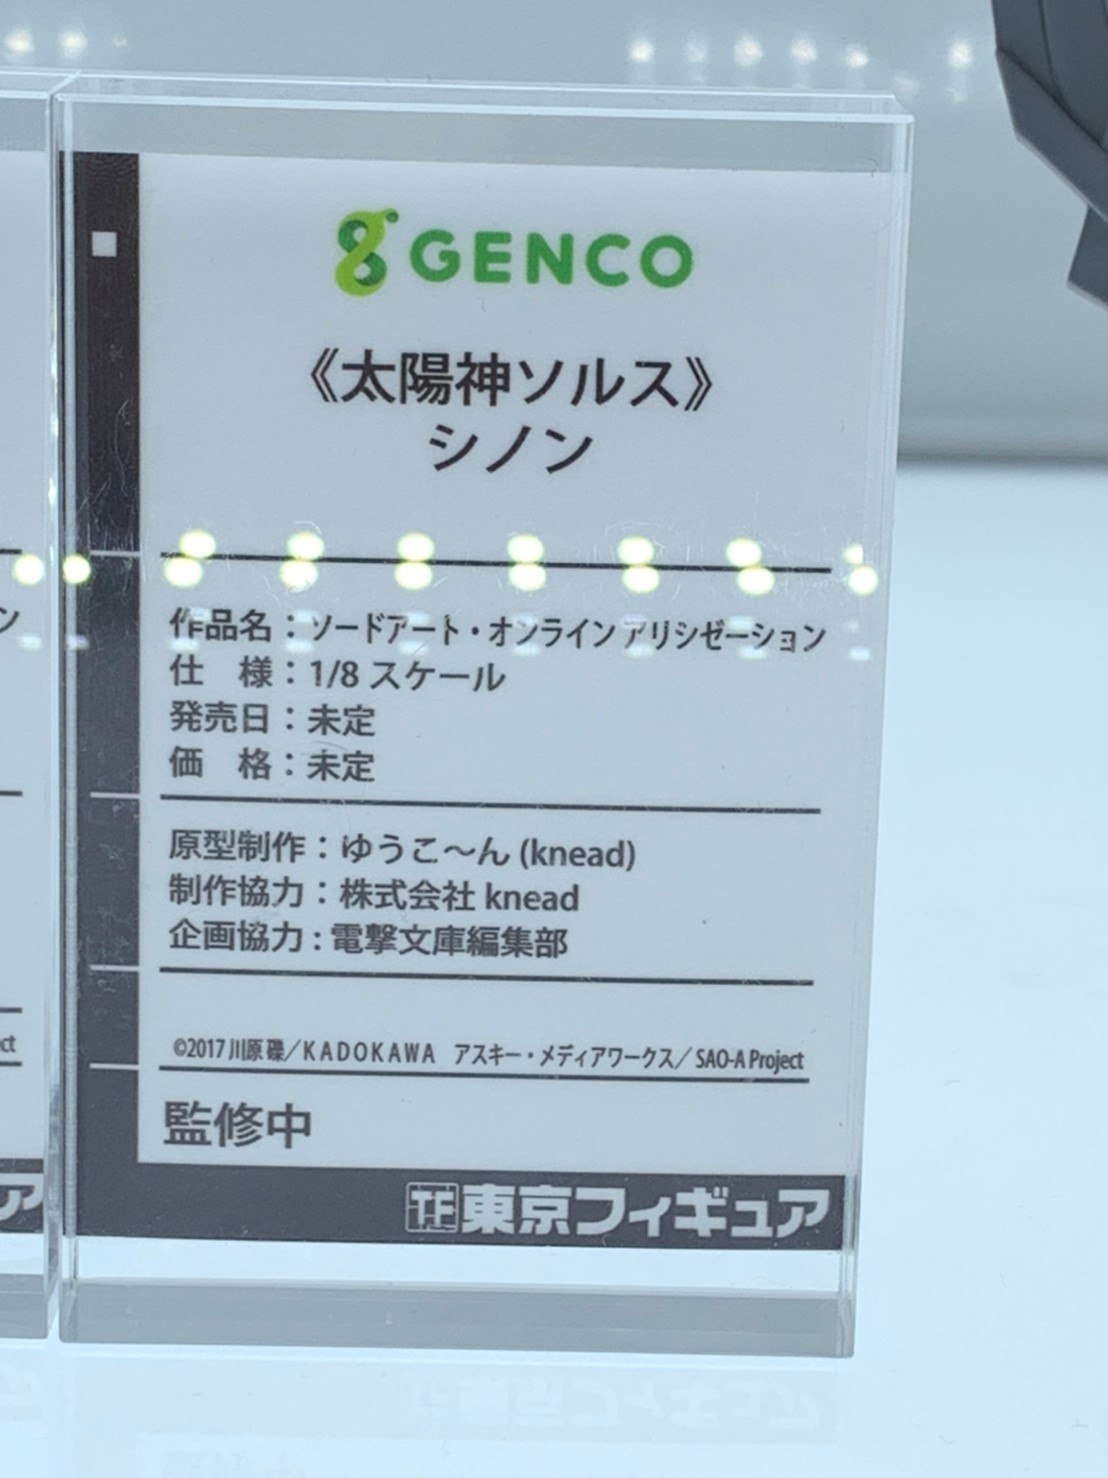 GENCO
《太陽神ソルス》
シノン
作品名：ソードアート・オンライン アリシゼーション
仕　様：1/8 スケール
発売日：未定
価　格：未定
原型制作：ゆうこ〜ん (knead)
制作協力：株式会社 knead
企画協力：電撃文庫編集部
©2017 川原 礫／KADOKAWA　アスキー・メディアワークス／SAO-A Project
監修中
TF 東京フィギュア